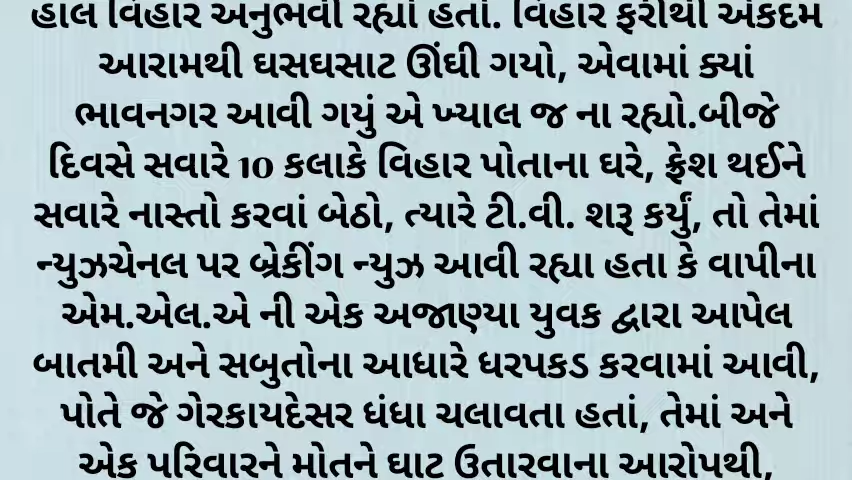 હાલ વિહાર અનુભવી રહ્યો હતો. વિહાર ફરીથી એકદમ
આરામથી ઘસઘસાટ ઊંઘી ગયો, એવામાં ક્યાં
ભાવનગર આવી ગયું એ ખ્યાલ જ ના રહ્યો.બીજે
દિવસે સવારે 10 કલાકે વિહાર પોતાના ઘરે, ફ્રેશ થઈને
સવારે નાસ્તો કરવાં બેઠો, ત્યારે ટી.વી. શરૂ કર્યું, તો તેમાં
ન્યુઝચેનલ પર બ્રેકીંગ ન્યુઝ આવી રહ્યા હતા કે વાપીના
એમ.એલ.એ ની એક અજાણ્યા યુવક દ્વારા આપેલ
બાતમી અને સબુતોના આધારે ધરપકડ કરવામાં આવી,
પોતે જે ગેરકાયદેસર ધંધા ચલાવતા હતાં, તેમાં અને
એક પરિવારને મોતને ઘાટ ઉતારવાના આરોપથી,